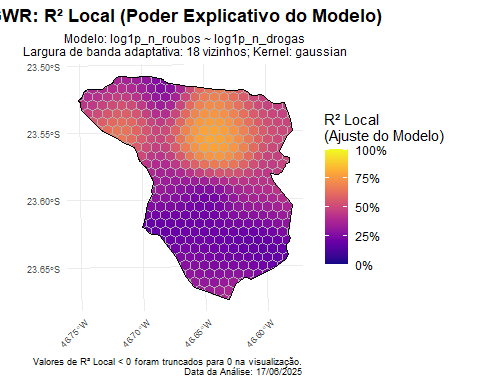 GWR: R² Local (Poder Explicativo do Modelo)
Modelo: log1p_n_roubos ~ log1p_n_drogas
Largura de banda adaptativa: 18 vizinhos; Kernel: gaussian
23.50°S
23.55°S
23.60°S
23.65°S
46.75°W
46.70°W
46.65°W
46.60°W
R² Local
(Ajuste do Modelo)
100%
75%
50%
25%
0%
Valores de R² Local < 0 foram truncados para 0 na visualização.
Data da Análise: 17/06/2025